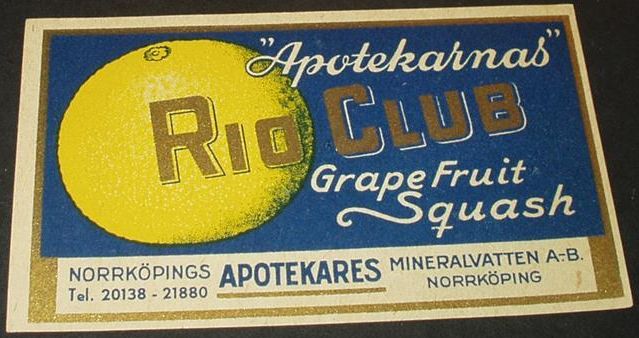 "Apotekarnas"
RIO CLUB
Grape Fruit
Squash
NORRKÖPINGS APOTEKARES MINERALVATTEN A.-B.
Tel. 20138 - 21880 NORRKÖPING